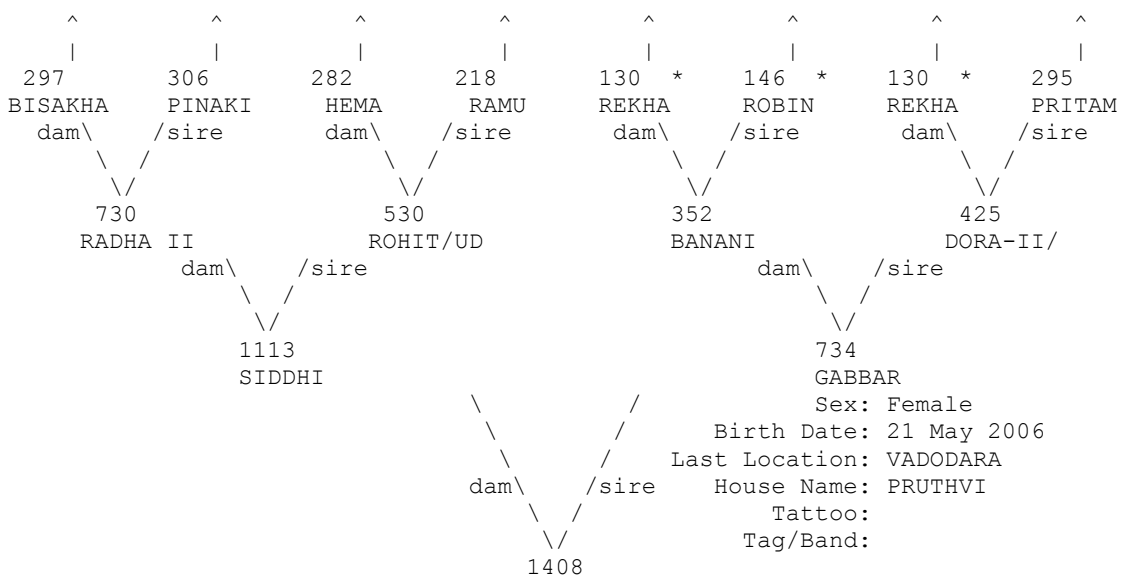 ^ ^ ^ ^ ^ ^ ^ ^
| | | | | | | |
297 306 282 218 130 * 146 * 130 * 295
BISAKHA PINAKI HEMA RAMU REKHA ROBIN REKHA PRITAM
dam\ /sire dam\ /sire dam\ /sire dam\ /sire
\ / \ / \ / \ /
\/ \/ \/ \/
730 530 352 425
RADHA II ROHIT/UD BANANI DORA-II/
dam\ /sire dam\ /sire
\ / \ /
\/ \/
1113 734
SIDDHI GABBAR
\ / Sex: Female
\ / Birth Date: 21 May 2006
\ / Last Location: VADODARA
dam\ /sire House Name: PRUTHVI
\ / Tattoo:
\/ Tag/Band:
1408